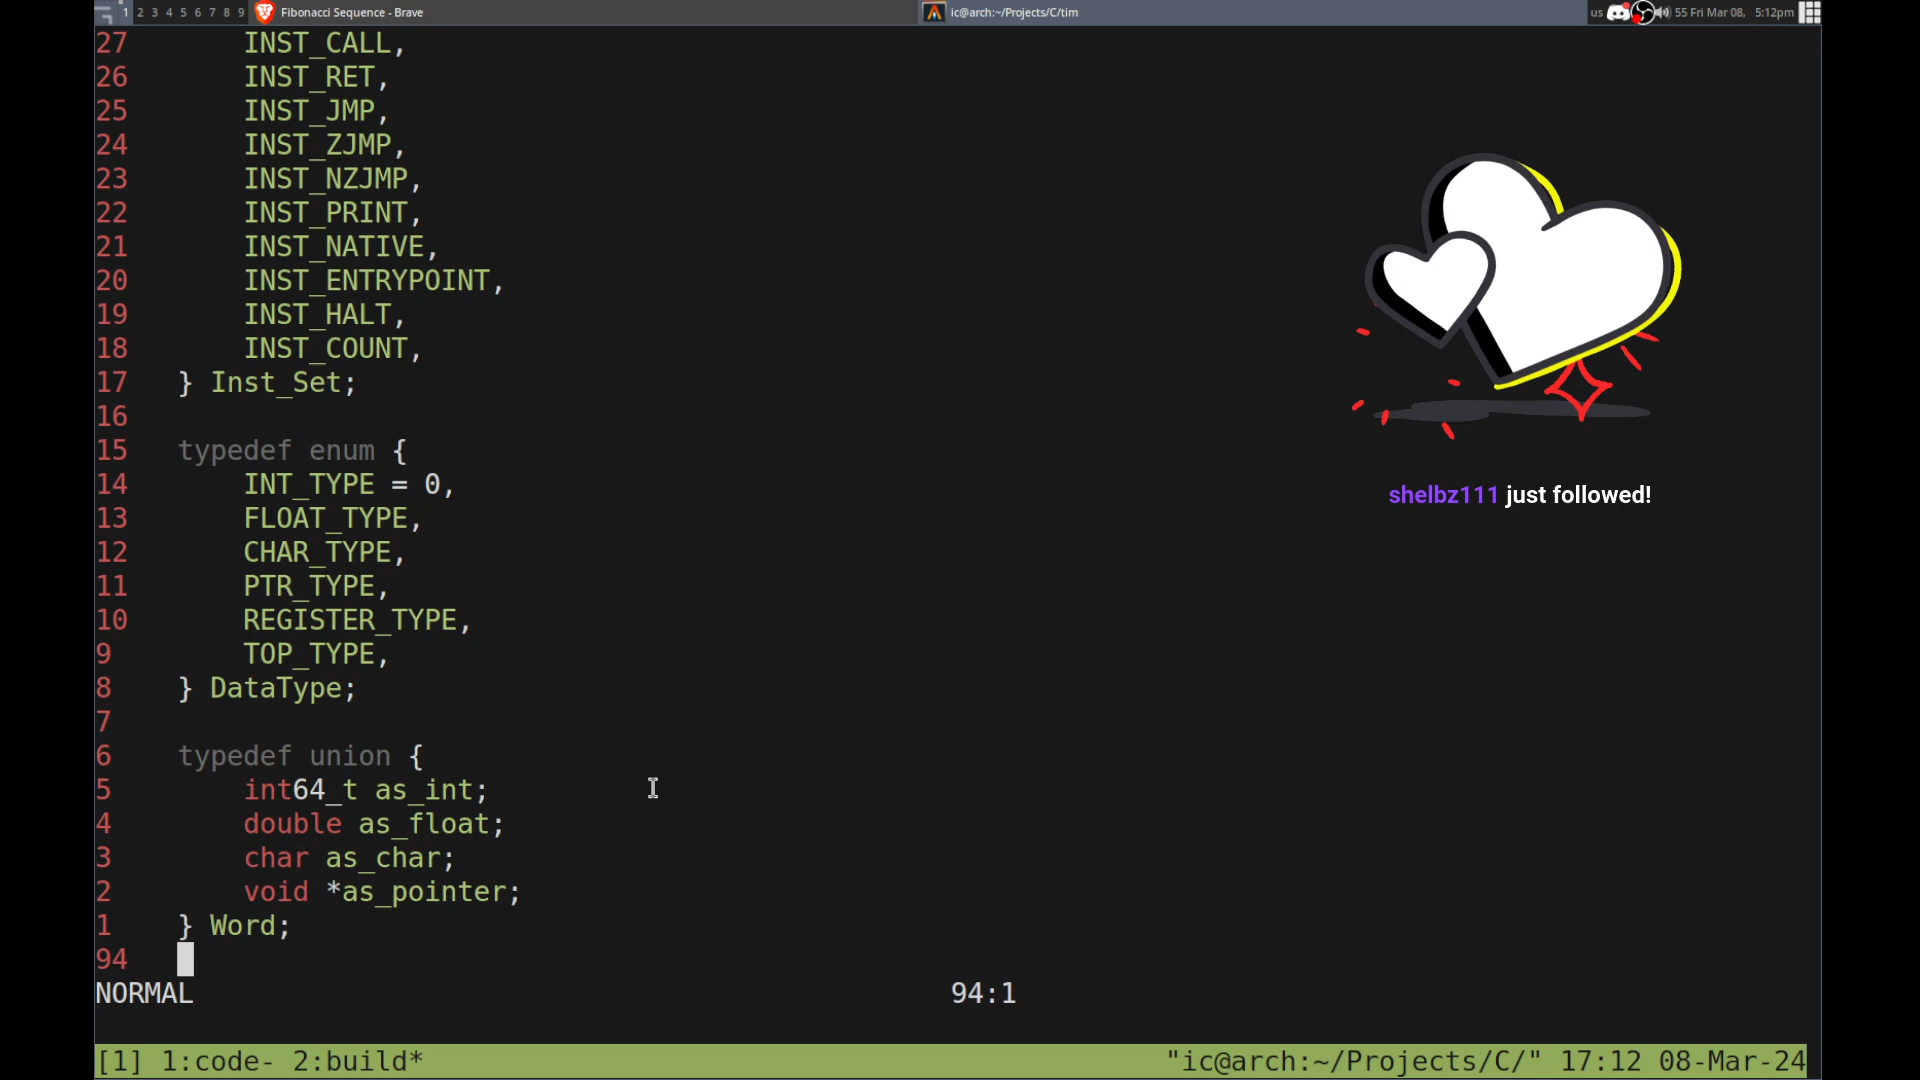 1 2 3 4 5 6 7 8 9 Fibonacci Sequence - Brave ic@arch:~/Projects/C/tim us 55 Fri Mar 08, 5:12pm
27 INST_CALL,
26 INST_RET,
25 INST_JMP,
24 INST_ZJMP,
23 INST_NZJMP,
22 INST_PRINT,
21 INST_NATIVE,
20 INST_ENTRYPOINT,
19 INST_HALT,
18 INST_COUNT,
17 } Inst_Set;
16
15 typedef enum {
14 INT_TYPE = 0,
13 FLOAT_TYPE,
12 CHAR_TYPE,
11 PTR_TYPE,
10 REGISTER_TYPE,
9 TOP_TYPE,
8 } DataType;
7
6 typedef union {
5 int64_t as_int;
4 double as_float;
3 char as_char;
2 void *as_pointer;
1 } Word;
94
NORMAL 94:1
[1] 1:code- 2:build* "ic@arch:~/Projects/C/" 17:12 08-Mar-24
shelbz111 just followed!